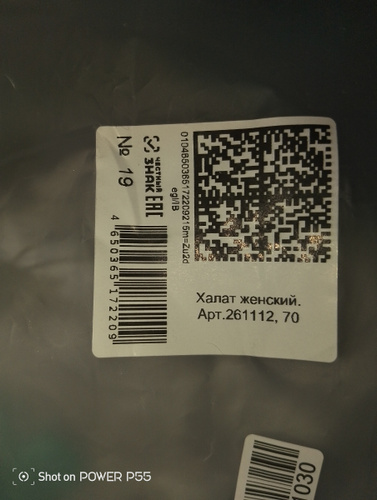 № 19
ЧЕСТНЫЙ
ЗНАК
EAC
4 650365 172209
Халат женский.
Арт.261112, 70
030
Shot on POWER P55